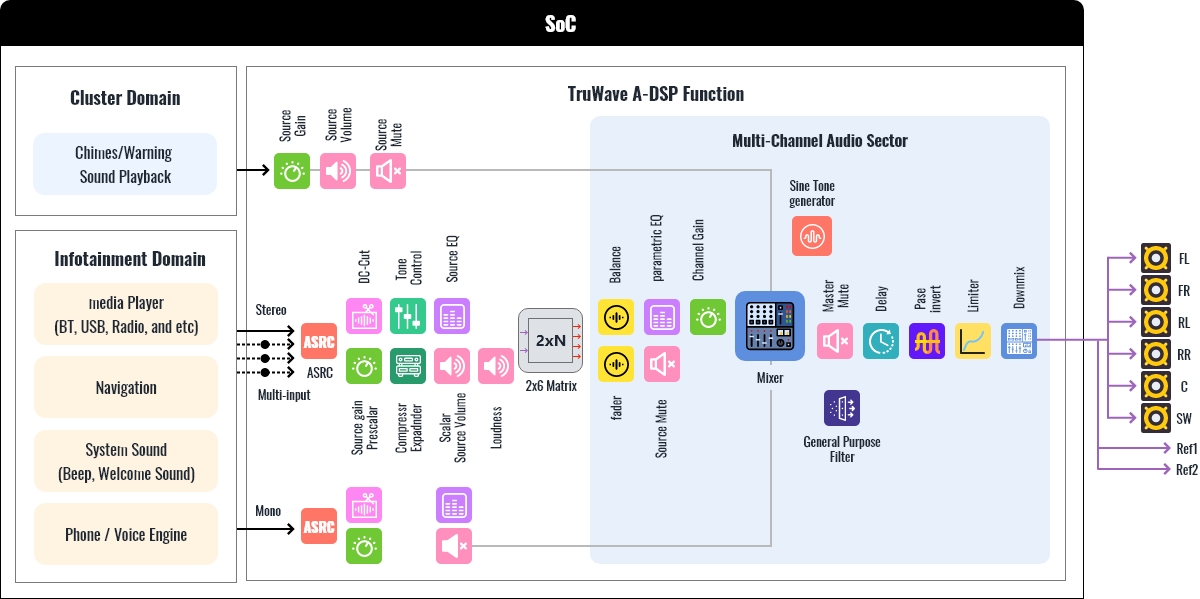 SoC
Cluster Domain
Chimes/Warning
Sound Playback
Infotainment Domain
media Player
(BT, USB, Radio, and etc)
Navigation
System Sound
(Beep, Welcome Sound)
Phone / Voice Engine
TruWave A-DSP Function
Source
Gain
Source
Volume
Source
Mute
Stereo
Multi-input
ASRC
ASRC
DC-Cut
Tone
Control
Source EQ
Source gain
Prescalar
Compressr
Expadnder
Scalar
Source Volume
Loudness
2xN
2x6 Matrix
Mono
ASRC
Multi-Channel Audio Sector
Balance
parametric EQ
Channel Gain
fader
Source Mute
Mixer
Sine Tone
generator
Master
Mute
Delay
Pase
invert
Limiter
Downmix
General Purpose
Filter
FL
FR
RL
RR
C
SW
Ref1
Ref2